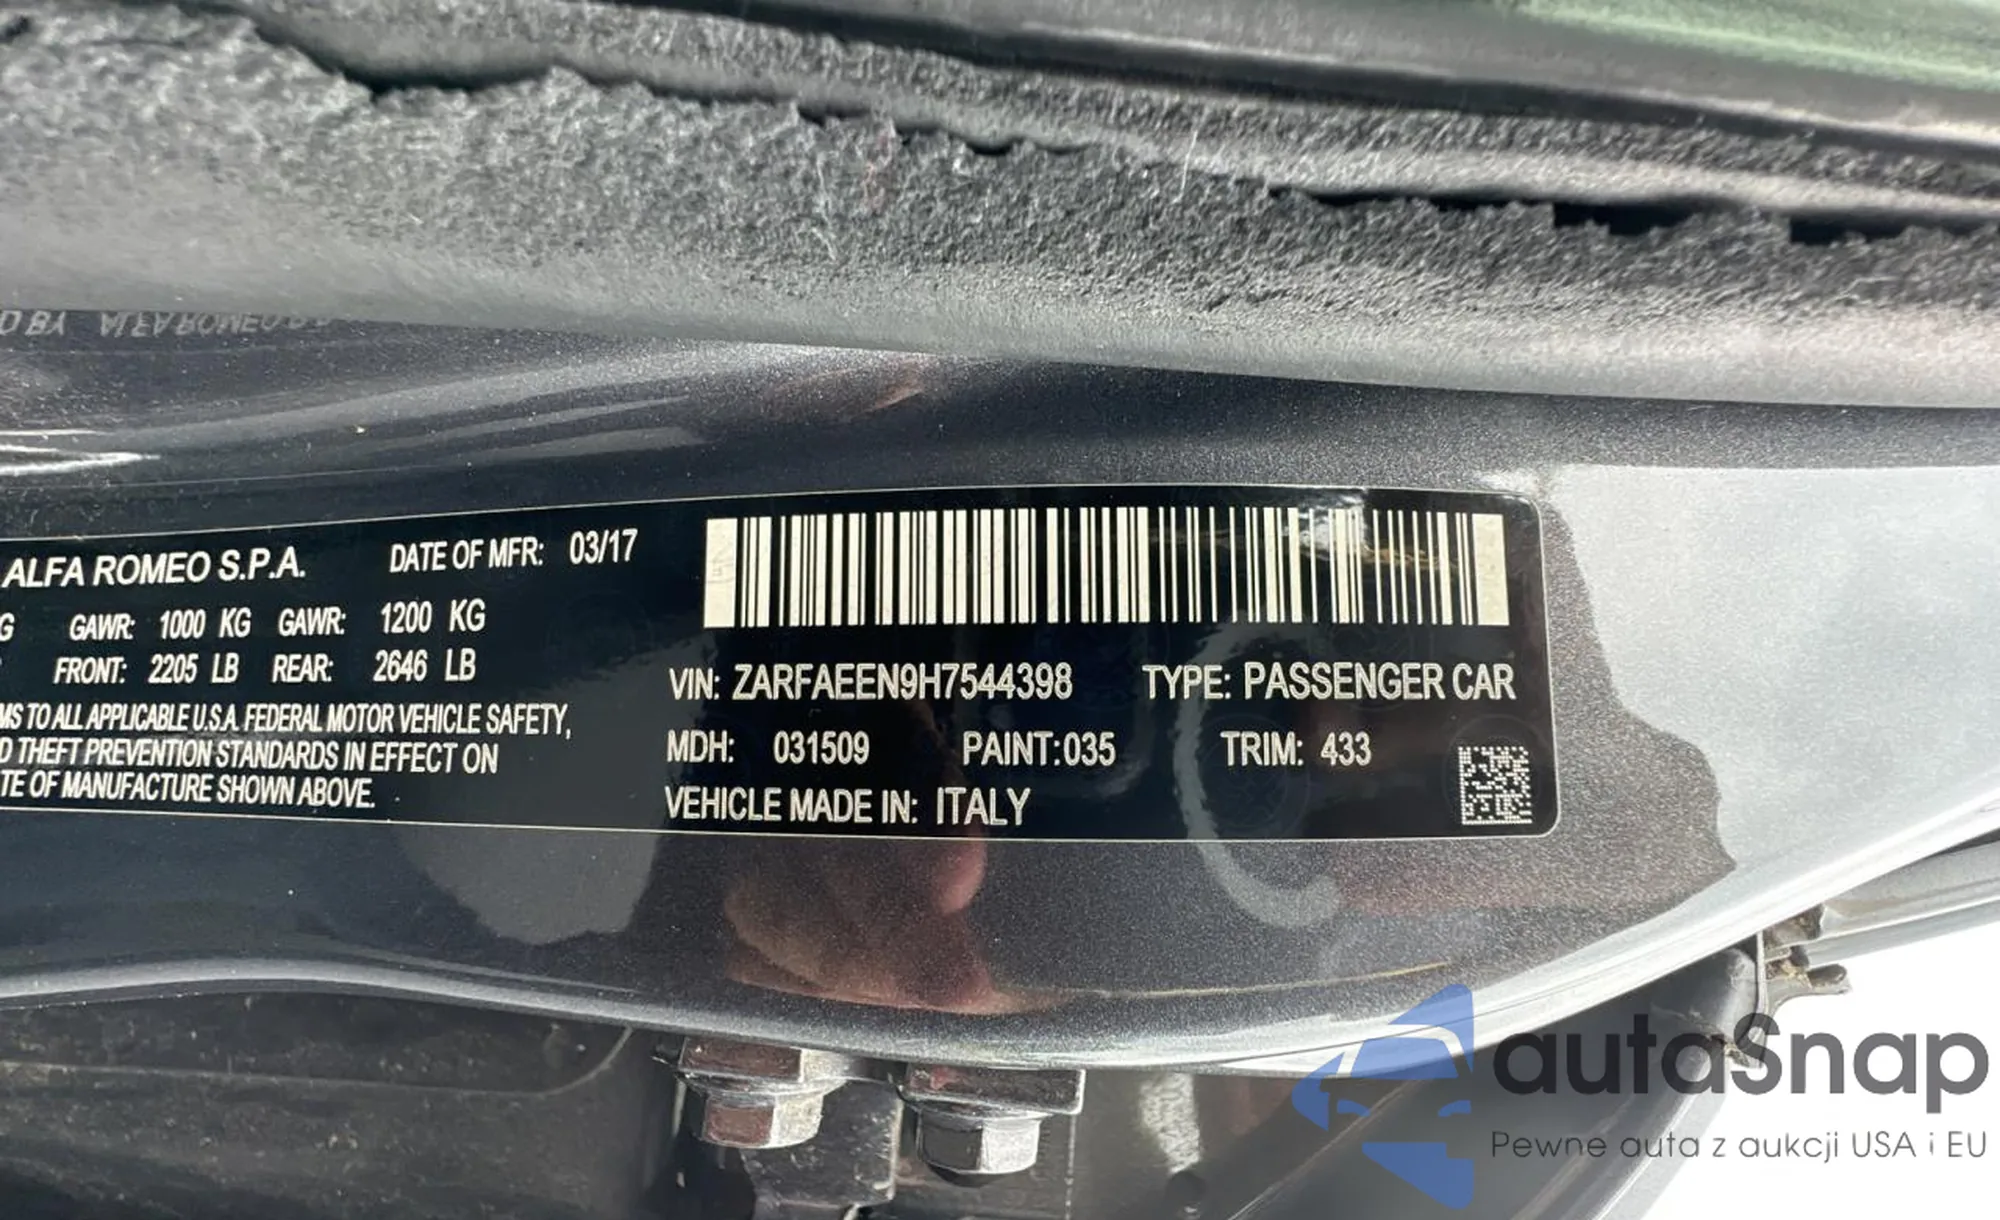 D BY ALFA ROMEO S.P.
ALFA ROMEO S.P.A. DATE OF MFR: 03/17
G GAWR: 1000 KG GAWR: 1200 KG
FRONT: 2205 LB REAR: 2646 LB
MS TO ALL APPLICABLE U.S.A. FEDERAL MOTOR VEHICLE SAFETY,
D THEFT PREVENTION STANDARDS IN EFFECT ON
TE OF MANUFACTURE SHOWN ABOVE.
VIN: ZARFAEEN9H7544398 TYPE: PASSENGER CAR
MDH: 031509 PAINT: 035 TRIM: 433
VEHICLE MADE IN: ITALY
autaSnap
Pewne auta z aukcji USA i EU